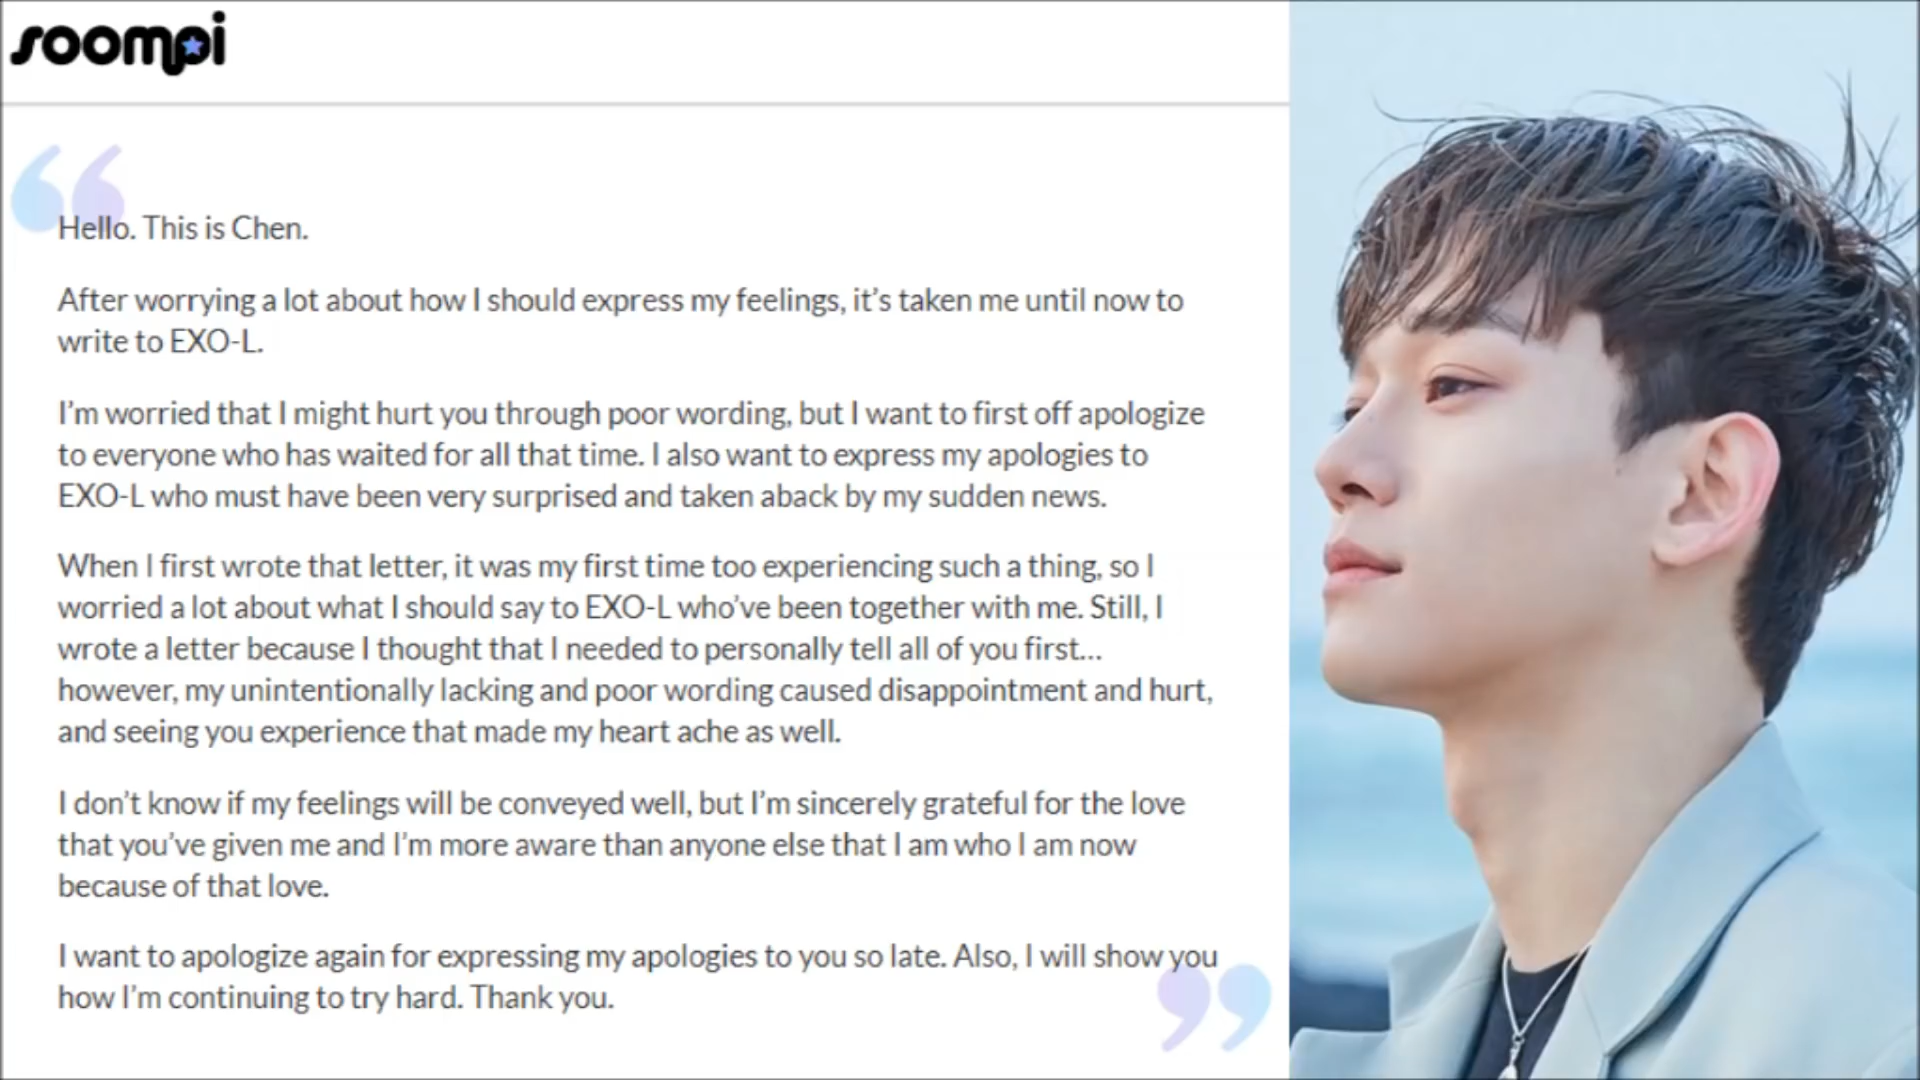 soompi
Hello. This is Chen.
After worrying a lot about how I should express my feelings, it’s taken me until now to
write to EXO-L.
I’m worried that I might hurt you through poor wording, but I want to first off apologize
to everyone who has waited for all that time. I also want to express my apologies to
EXO-L who must have been very surprised and taken aback by my sudden news.
When I first wrote that letter, it was my first time too experiencing such a thing, so I
worried a lot about what I should say to EXO-L who’ve been together with me. Still, I
wrote a letter because I thought that I needed to personally tell all of you first…
however, my unintentionally lacking and poor wording caused disappointment and hurt,
and seeing you experience that made my heart ache as well.
I don’t know if my feelings will be conveyed well, but I’m sincerely grateful for the love
that you’ve given me and I’m more aware than anyone else that I am who I am now
because of that love.
I want to apologize again for expressing my apologies to you so late. Also, I will show you
how I’m continuing to try hard. Thank you.